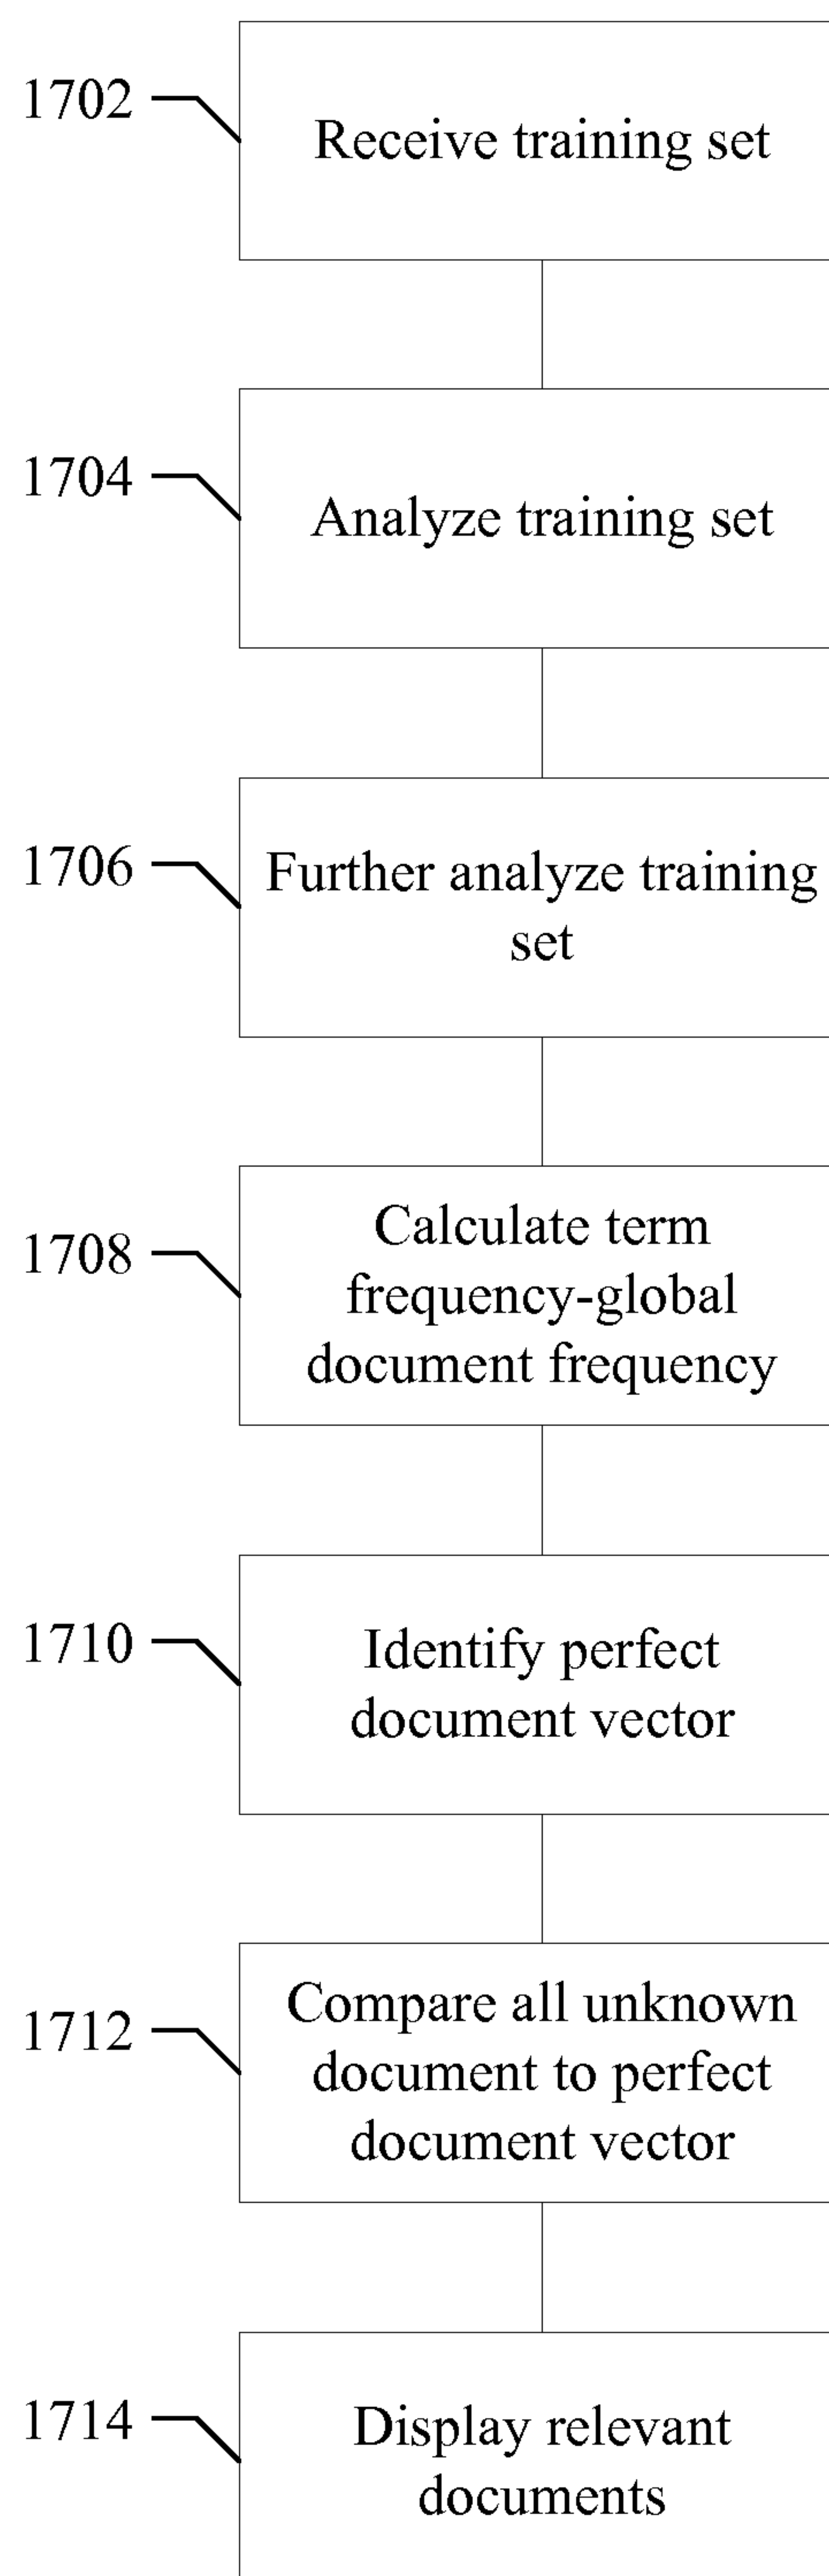 1702
Receive training set
1704
Analyze training set
1706
Further analyze training
set
1708
Calculate term
frequency-global
document frequency
1710
Identify perfect
document vector
1712
Compare all unknown
document to perfect
document vector
1714
Display relevant
documents